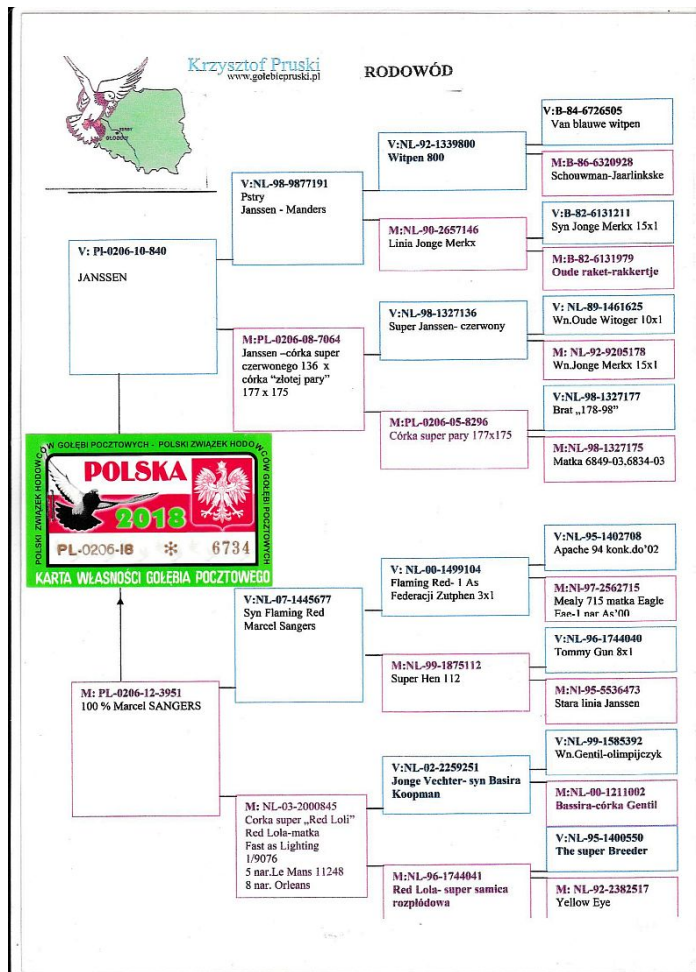 Krzysztof Pruski
www.gołebiepruski.pl
RODOWÓD
V: Pl-0206-10-840
JANSSEN
V:NL-98-9877191
Pstry
Janssen - Manders
M:PL-0206-08-7064
Janssen –córka super
czerwonego 136 x
córka “złotej pary”
177 x 175
V:NL-92-1339800
Witpen 800
M:NL-90-2657146
Linia Jonge Merkx
V:NL-98-1327136
Super Janssen- czerwony
M:PL-0206-05-8296
Córka super pary 177x175
V:B-84-6726505
Van blauwe witpen
M:B-86-6320928
Schouwman-Jaarlinkske
V:B-82-6131211
Syn Jonge Merkx 15x1
M:B-82-6131979
Oude raket-rakkertje
V: NL-89-1461625
Wn.Oude Witoger 10x1
M: NL-92-9205178
Wn.Jonge Merkx 15x1
V:NL-98-1327177
Brat „178-98”
M:NL-98-1327175
Matka 6849-03,6834-03
POLSKI ZWIĄZEK HODOWCÓW GOŁĘBI POCZTOWYCH - POLSKI ZWIĄZEK HODOWCÓW GOŁĘBI POCZTOWYCH
POLSKA
2018
PL-0206-18 * 6734
KARTA WŁASNOŚCI GOŁĘBIA POCZTOWEGO
M: PL-0206-12-3951
100 % Marcel SANGERS
V:NL-07-1445677
Syn Flaming Red
Marcel Sangers
M: NL-03-2000845
Corka super „Red Loli”
Red Lola-matka
Fast as Lighting
1/9076
5 nar.Le Mans 11248
8 nar. Orleans
V: NL-00-1499104
Flaming Red- 1 As
Federacji Zutphen 3x1
M:NL-99-1875112
Super Hen 112
V:NL-02-2259251
Jonge Vechter- syn Basira
Koopman
M:NL-96-1744041
Red Lola- super samica
rozpłódowa
V:NL-95-1402708
Apache 94 konk.do'02
M:Nl-97-2562715
Mealy 715 matka Eagle
Eae-1 nar As'00
V:NL-96-1744040
Tommy Gun 8x1
M:Nl-95-5536473
Stara linia Janssen
V:NL-99-1585392
Wn.Gentil-olimpijczyk
M:NL-00-1211002
Bassira-córka Gentil
V:NL-95-1400550
The super Breeder
M: NL-92-2382517
Yellow Eye